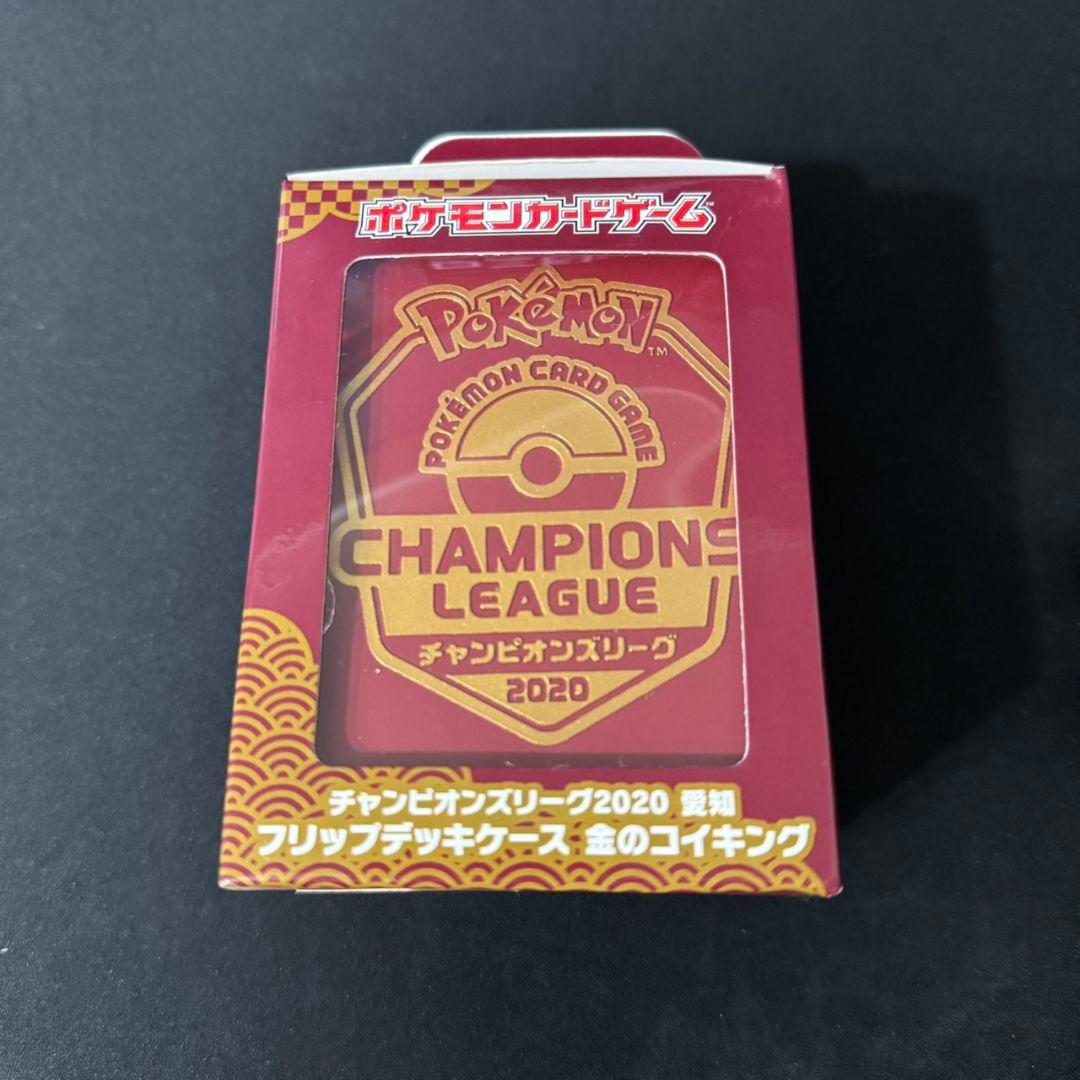 ポケモンカードゲーム™
POKéMON
™
POKÉMON CARD GAME
CHAMPIONS
LEAGUE
チャンピオンズリーグ
2020
チャンピオンズリーグ2020 愛知
フリップデッキケース 金のコイキング